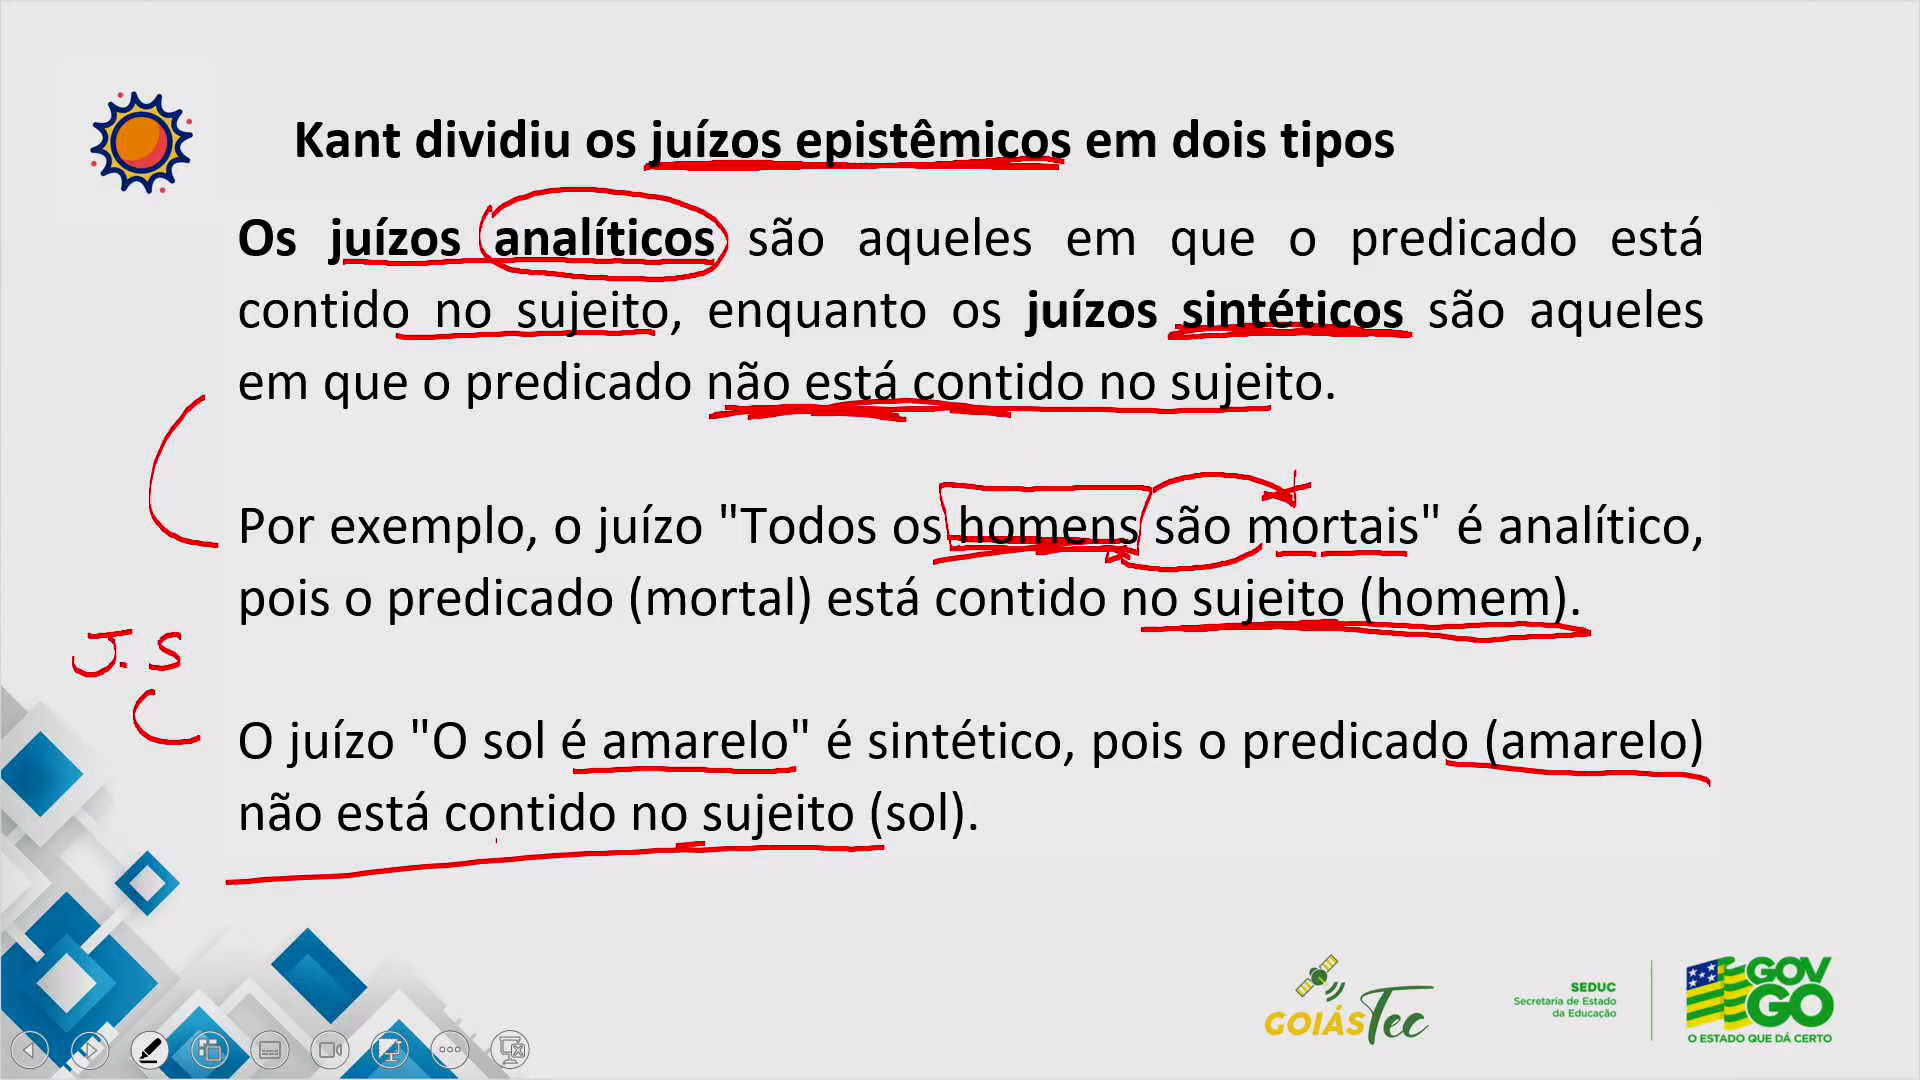 Kant dividiu os juízos epistêmicos em dois tipos
Os juízos analíticos são aqueles em que o predicado está
contido no sujeito, enquanto os juízos sintéticos são aqueles
em que o predicado não está contido no sujeito.
Por exemplo, o juízo "Todos os homens são mortais" é analítico,
pois o predicado (mortal) está contido no sujeito (homem).
J.S
O juízo "O sol é amarelo" é sintético, pois o predicado (amarelo)
não está contido no sujeito (sol).
GOIÁSTec
SEDUC
Secretaria de Estado
da Educação
GOV
GO
O ESTADO QUE DÁ CERTO